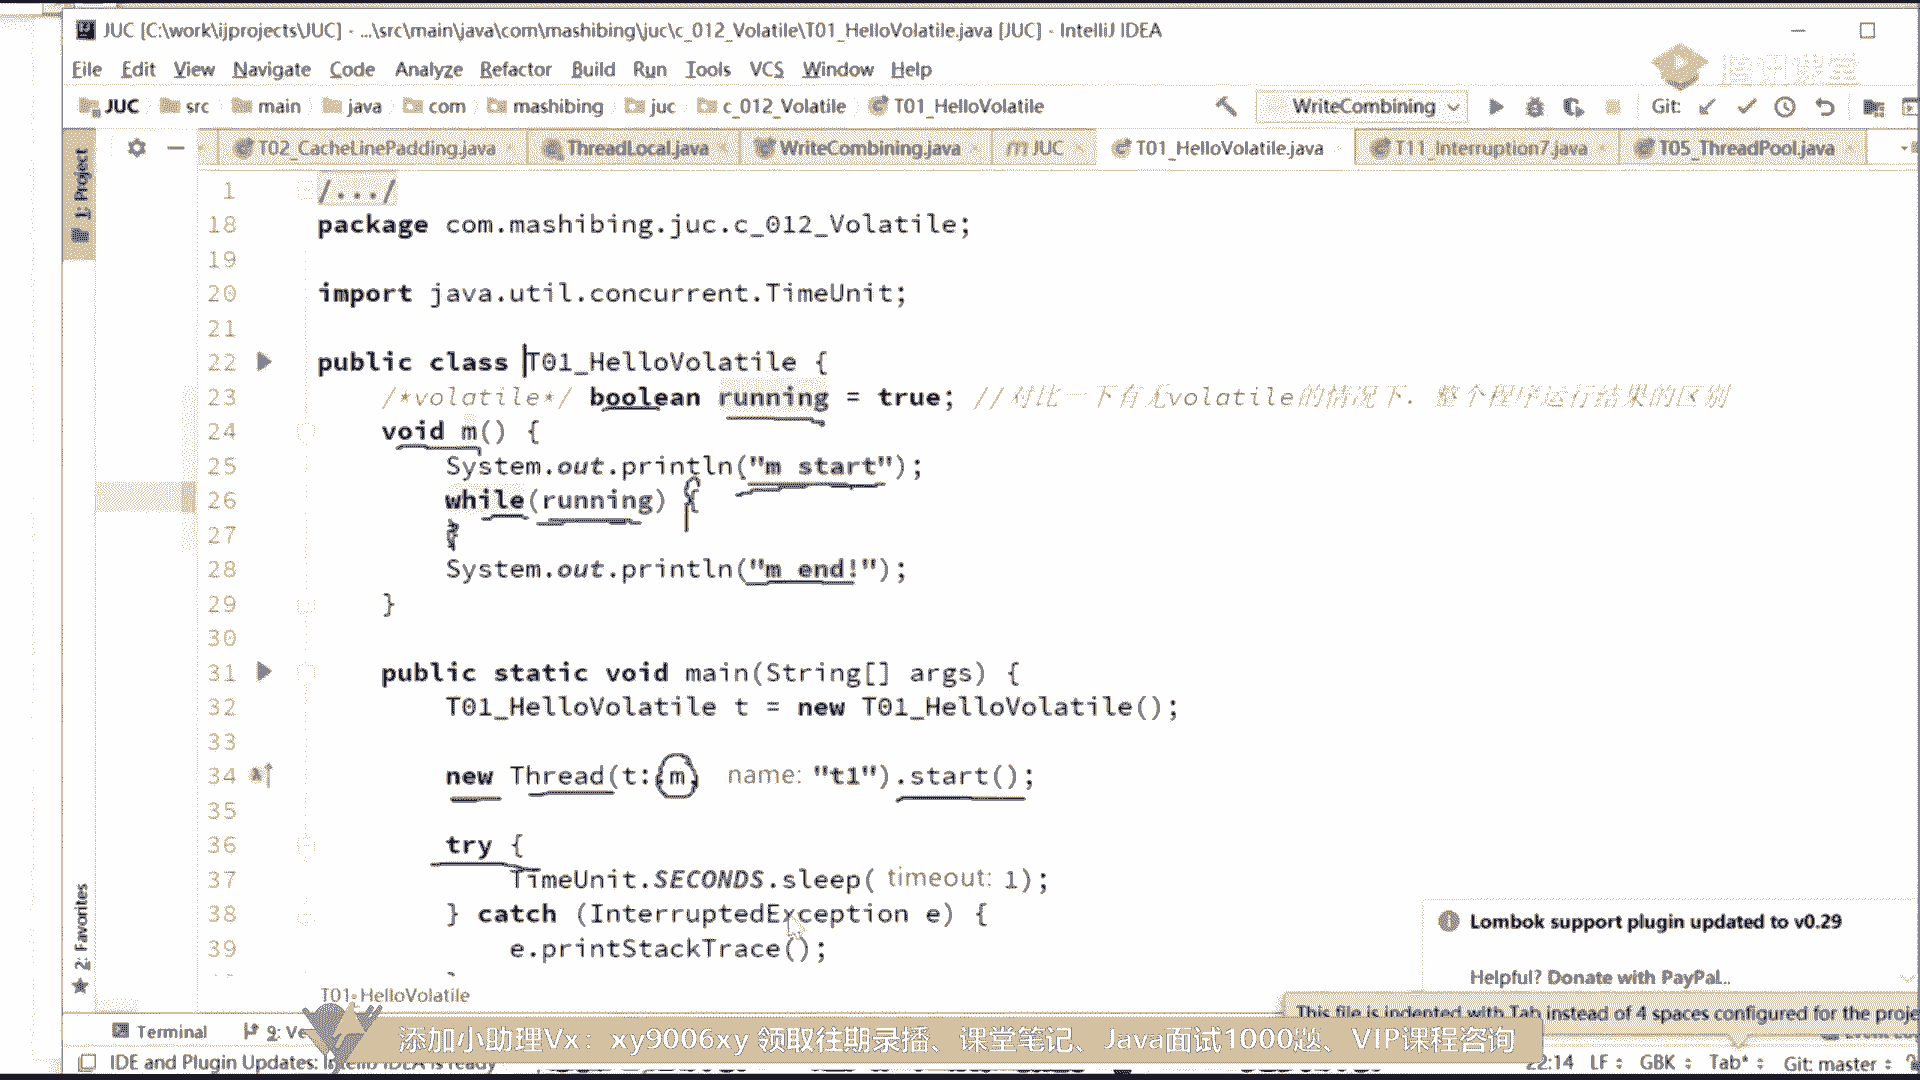 JUC [C:\work\ijprojects\JUC] - ...\src\main\java\com\mashibing\juc\c_012_Volatile\T01_HelloVolatile.java [JUC] - IntelliJ IDEA
File Edit View Navigate Code Analyze Refactor Build Run Tools VCS Window Help
腾讯课堂
JUC src main java com mashibing juc c_012_Volatile T01_HelloVolatile WriteCombining Git:
T02_CacheLinePadding.java ThreadLocal.java WriteCombining.java m JUC T01_HelloVolatile.java T11_Interruption7.java T05_ThreadPool.java
1: Project
1 /.../
18 package com.mashibing.juc.c_012_Volatile;
19
20 import java.util.concurrent.TimeUnit;
21
22 public class T01_HelloVolatile {
23 /*volatile*/ boolean running = true; //对比一下有无volatile的情况下，整个程序运行结果的区别
24 void m() {
25 System.out.println("m start");
26 while(running) {
27 }
28 System.out.println("m end!");
29 }
30
31 public static void main(String[] args) {
32 T01_HelloVolatile t = new T01_HelloVolatile();
33
34 new Thread(t::m, name: "t1").start();
35
36 try {
37 TimeUnit.SECONDS.sleep( timeout: 1);
38 } catch (InterruptedException e) {
39 e.printStackTrace();
2: Favorites
T01_HelloVolatile
Lombok support plugin updated to v0.29
Helpful? Donate with PayPal...
This file is indented with Tab instead of 4 spaces configured for the proje
Terminal 9: Ve
添加小助理Vx：xy9006xy 领取往期录播、课堂笔记、Java面试1000题、VIP课程咨询
IDE and Plugin Updates: IntelliJ IDEA is ready 22:14 LF GBK Tab* Git: master